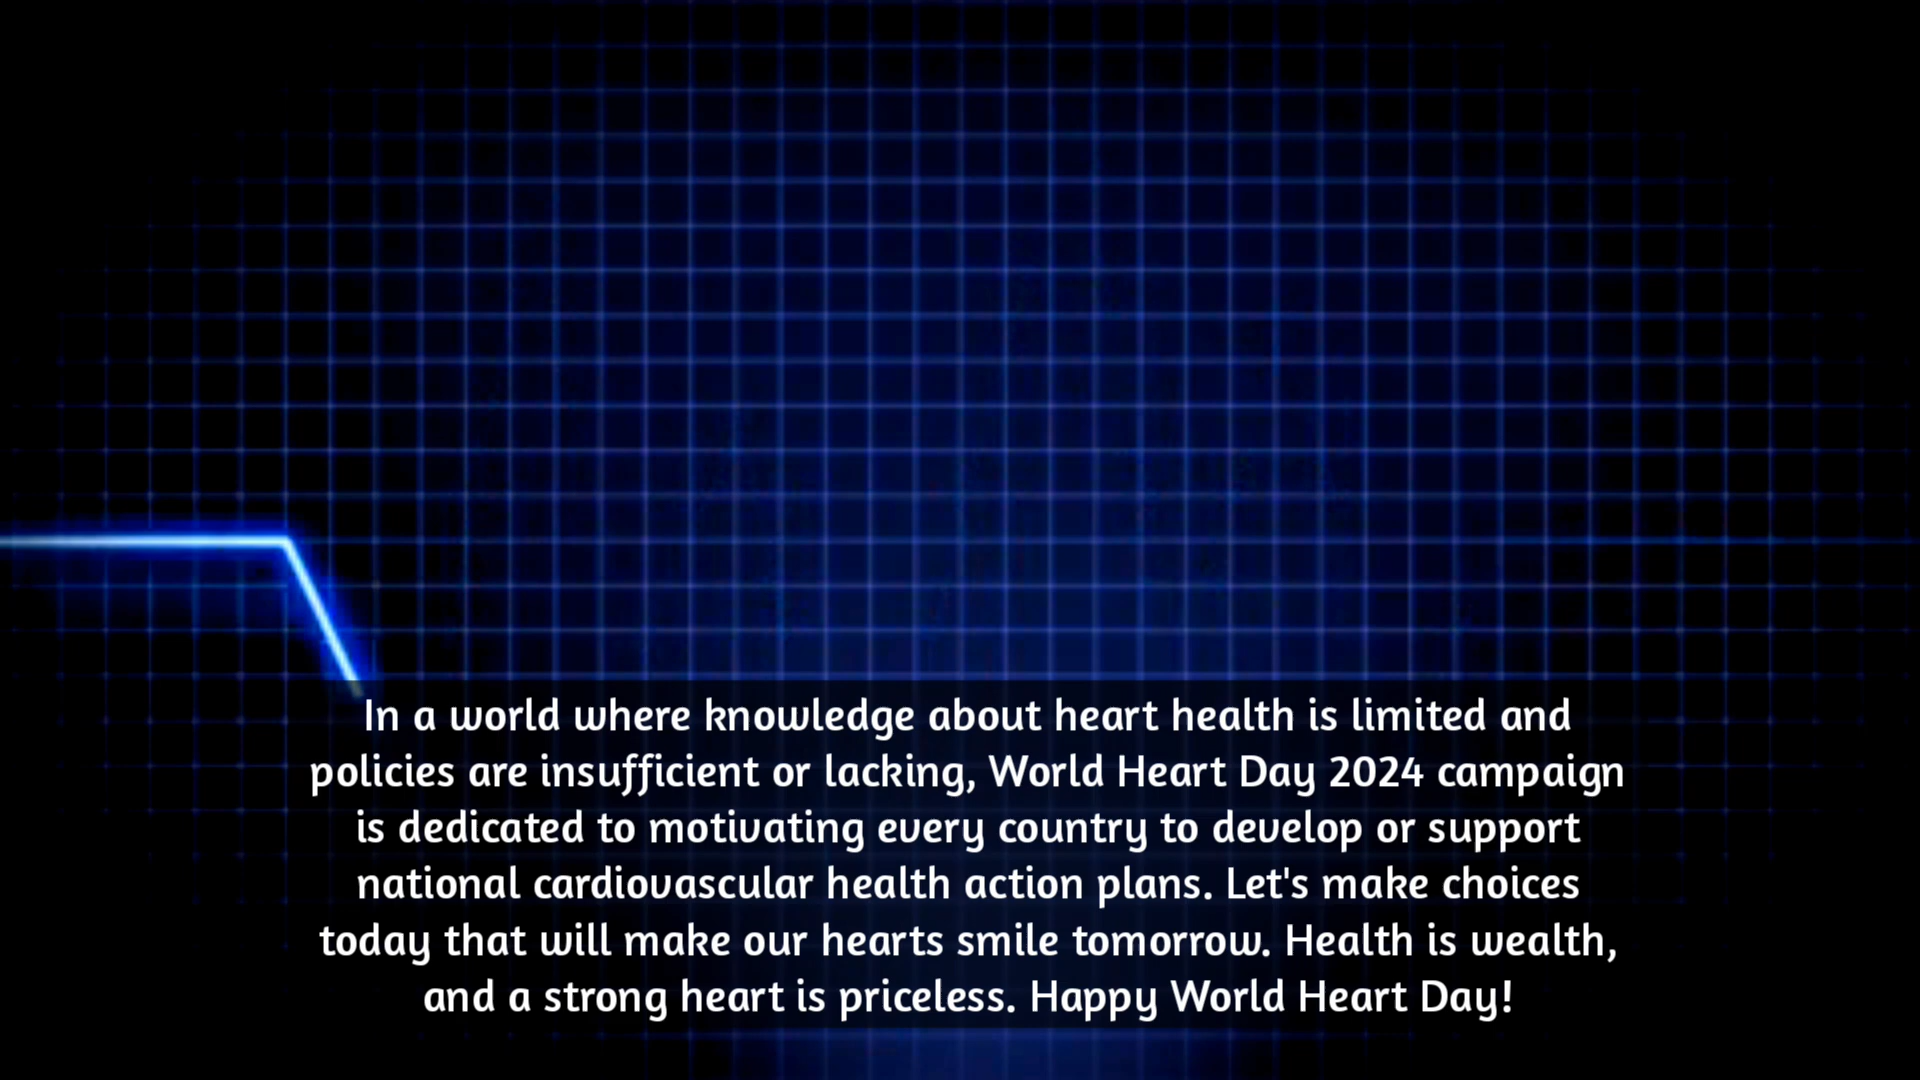 In a world where knowledge about heart health is limited and
policies are insufficient or lacking, World Heart Day 2024 campaign
is dedicated to motivating every country to develop or support
national cardiovascular health action plans. Let's make choices
today that will make our hearts smile tomorrow. Health is wealth,
and a strong heart is priceless. Happy World Heart Day!